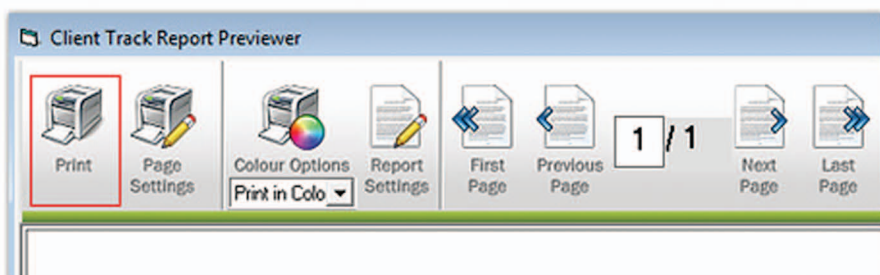 Client Track Report Previewer
Print
Page
Settings
Colour Options
Print in Colo
Report
Settings
First
Page
Previous
Page
1 / 1
Next
Page
Last
Page